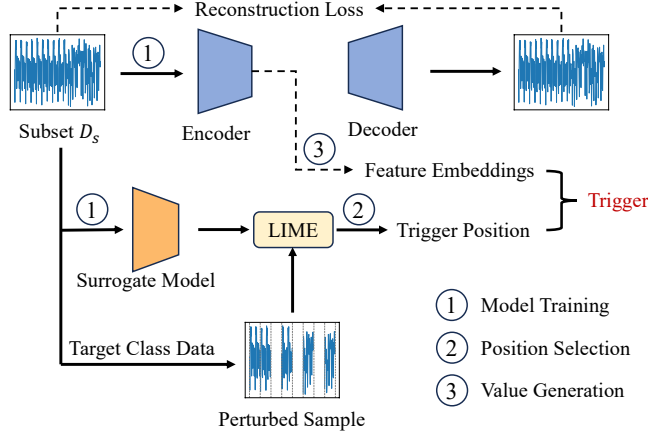 Reconstruction Loss
1
Subset D_s
Encoder
Decoder
3
Feature Embeddings
Trigger
1
Surrogate Model
LIME
2
Trigger Position
Target Class Data
Perturbed Sample
1 Model Training
2 Position Selection
3 Value Generation